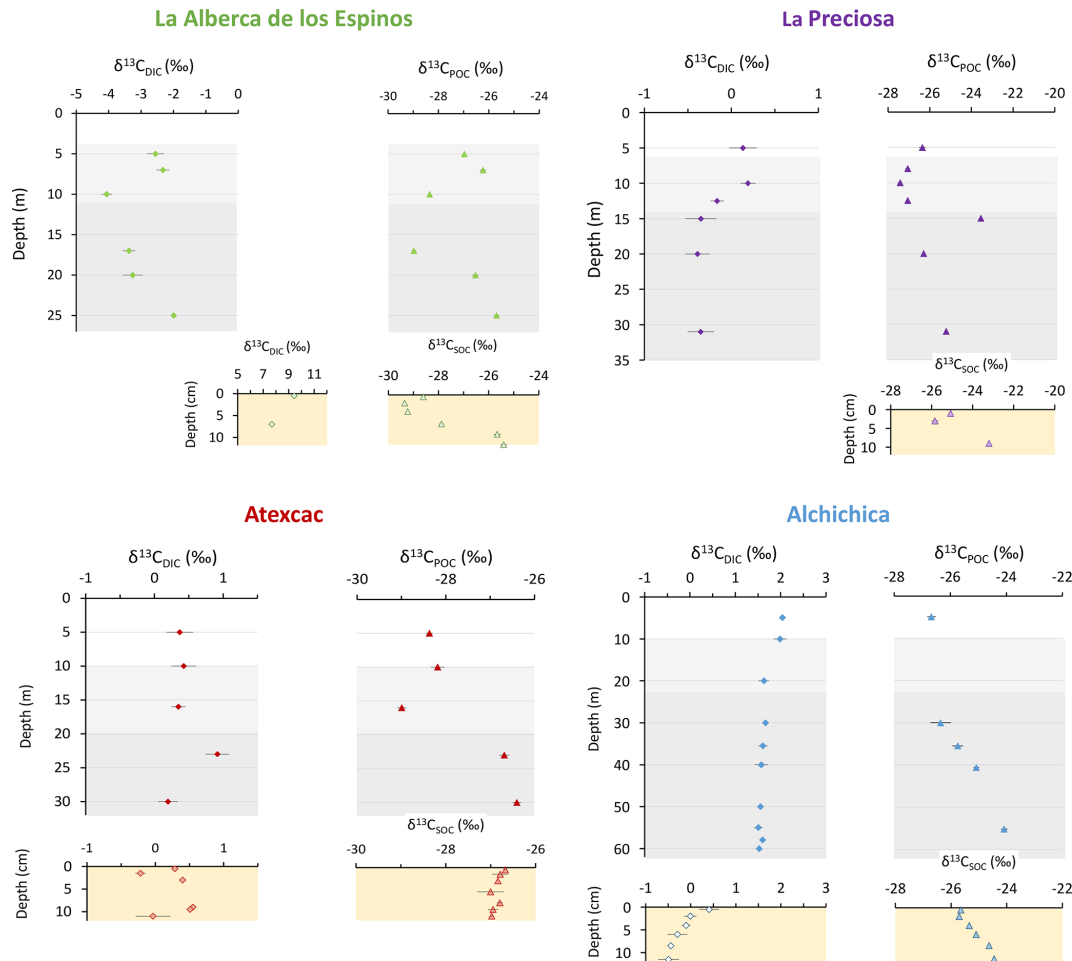 La Alberca de los Espinos
La Preciosa
δ13CDIC (‰)
δ13CPOC (‰)
δ13CDIC (‰)
δ13CPOC (‰)
-5 -4 -3 -2 -1 0
-30 -28 -26 -24
-1 0 1
-28 -26 -24 -22 -20
Depth (m)
0
5
10
15
20
25
Depth (m)
0
5
10
15
20
25
30
35
δ13CDIC (‰)
5 7 9 11
Depth (cm)
0
5
10
δ13CSOC (‰)
-30 -28 -26 -24
δ13CSOC (‰)
-28 -26 -24 -22 -20
Depth (cm)
0
5
10
Atexcac
Alchichica
δ13CDIC (‰)
δ13CPOC (‰)
δ13CDIC (‰)
δ13CPOC (‰)
-1 0 1
-30 -28 -26
-1 0 1 2 3
-28 -26 -24 -22
Depth (m)
0
5
10
15
20
25
30
Depth (m)
0
10
20
30
40
50
60
δ13CSOC (‰)
-1 0 1
-30 -28 -26
Depth (cm)
0
5
10
δ13CSOC (‰)
-1 0 1 2 3
-28 -26 -24 -22
Depth (cm)
0
5
10